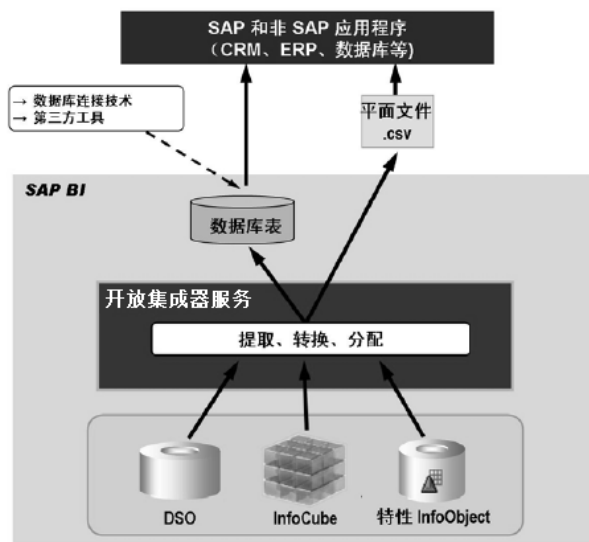 SAP 和非 SAP 应用程序
（CRM、ERP、数据库等)
→ 数据库连接技术
→ 第三方工具
平面文件
.csv
SAP BI
数据库表
开放集成器服务
提取、转换、分配
DSO
InfoCube
特性 InfoObject